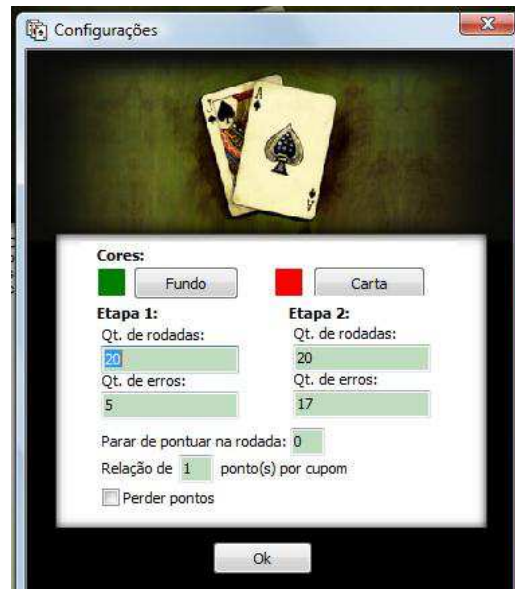 Configurações
J
A
A
Cores:
Fundo Carta
Etapa 1: Etapa 2:
Qt. de rodadas: Qt. de rodadas:
20 20
Qt. de erros: Qt. de erros:
5 17
Parar de pontuar na rodada: 0
Relação de 1 ponto(s) por cupom
Perder pontos
Ok